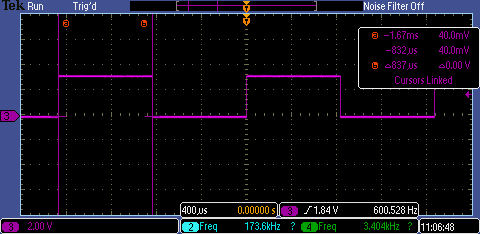 Tek Run Trig'd Noise Filter Off
a b T
a −1.67ms 40.0mV
−832µs 40.0mV
b △837µs △0.00 V
Cursors Linked
3
400µs 0.00000 s 3 1.84 V 600.528 Hz
3 2.00 V 2 Freq 173.6kHz ? 4 Freq 3.404kHz ? 11:06:48